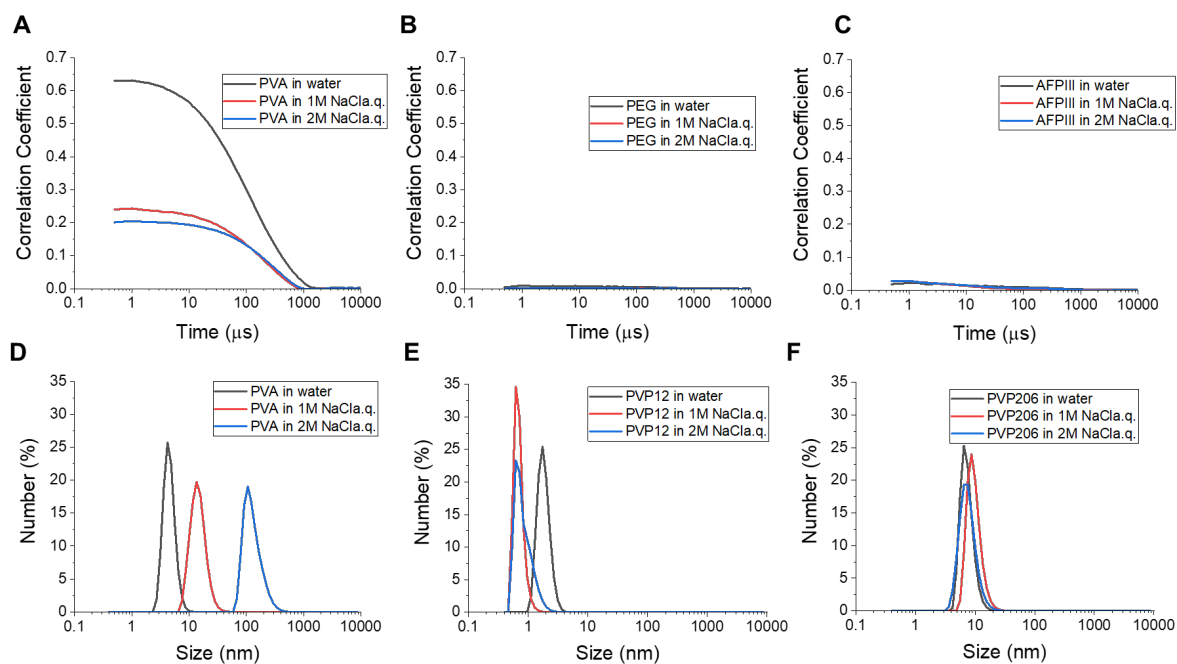 A
Correlation Coefficient
0.7
0.6
0.5
0.4
0.3
0.2
0.1
0.0
PVA in water
PVA in 1M NaCla.q.
PVA in 2M NaCla.q.
0.1 1 10 100 1000 10000
Time (µs)
B
Correlation Coefficient
0.7
0.6
0.5
0.4
0.3
0.2
0.1
0.0
PEG in water
PEG in 1M NaCla.q.
PEG in 2M NaCla.q.
0.1 1 10 100 1000 10000
Time (µs)
C
Correlation Coefficient
0.7
0.6
0.5
0.4
0.3
0.2
0.1
0.0
AFPIII in water
AFPIII in 1M NaCla.q.
AFPIII in 2M NaCla.q.
0.1 1 10 100 1000 10000
Time (µs)
D
Number (%)
35
30
25
20
15
10
5
0
PVA in water
PVA in 1M NaCla.q.
PVA in 2M NaCla.q.
0.1 1 10 100 1000 10000
Size (nm)
E
Number (%)
35
30
25
20
15
10
5
0
PVP12 in water
PVP12 in 1M NaCla.q.
PVP12 in 2M NaCla.q.
0.1 1 10 100 1000 10000
Size (nm)
F
Number (%)
35
30
25
20
15
10
5
0
PVP206 in water
PVP206 in 1M NaCla.q.
PVP206 in 2M NaCla.q.
0.1 1 10 100 1000 10000
Size (nm)